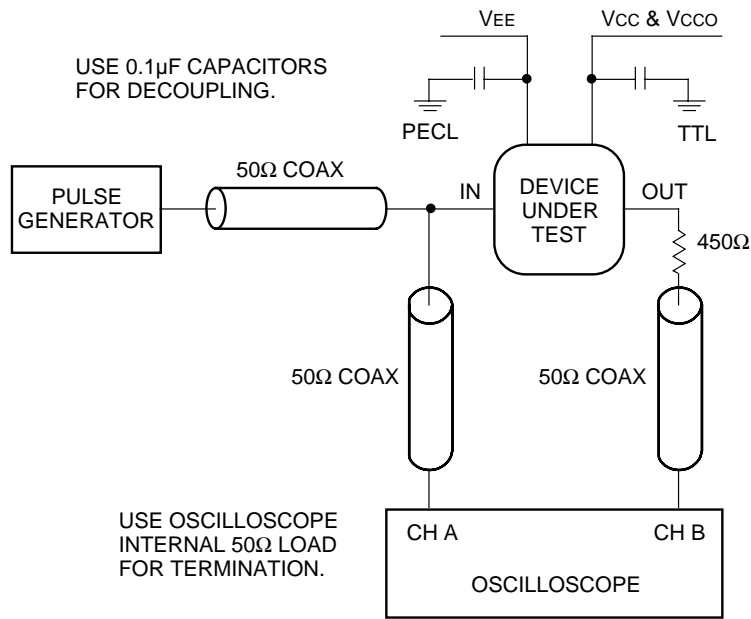 VEE
VCC & VCCO
USE 0.1µF CAPACITORS
FOR DECOUPLING.
PECL
TTL
50Ω COAX
PULSE
GENERATOR
IN
DEVICE
UNDER
TEST
OUT
450Ω
50Ω COAX
50Ω COAX
USE OSCILLOSCOPE
INTERNAL 50Ω LOAD
FOR TERMINATION.
CH A
CH B
OSCILLOSCOPE